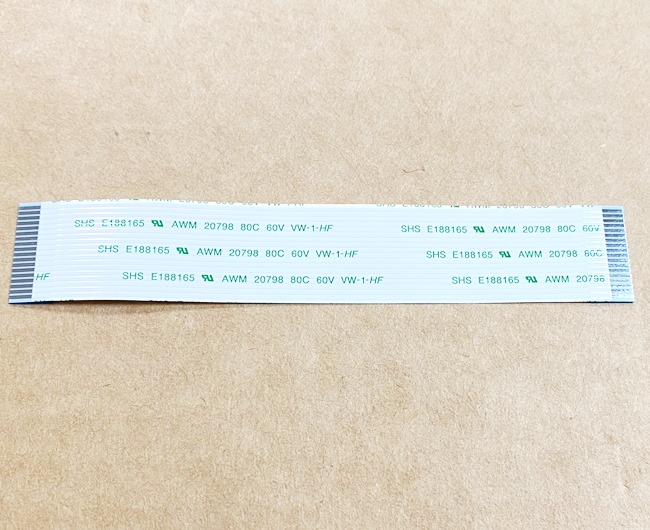 SHS E188165 AWM 20798 80C 60V VW-1-HF SHS E188165 AWM 20798 80C 60V
SHS E188165 AWM 20798 80C 60V VW-1-HF SHS E188165 AWM 20798 80C
HF SHS E188165 AWM 20798 80C 60V VW-1-HF SHS E188165 AWM 20798